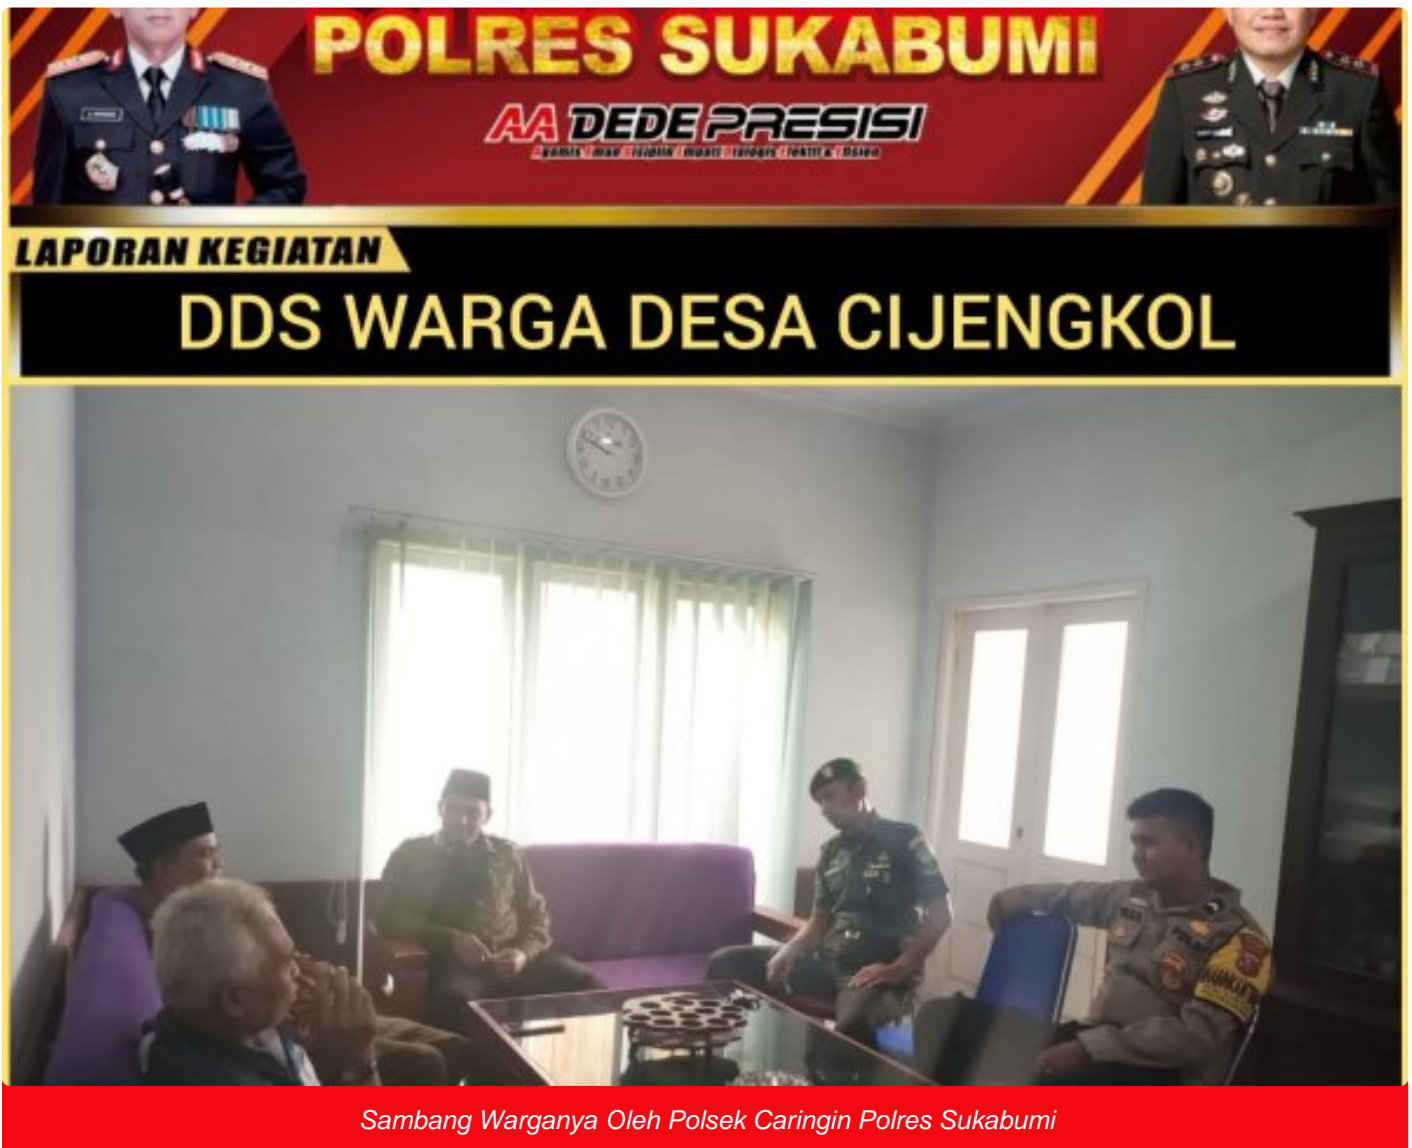 POLRES SUKABUMI
AA DEDE PRESISI
LAPORAN KEGIATAN
DDS WARGA DESA CIJENGKOL
Sambang Warganya Oleh Polsek Caringin Polres Sukabumi